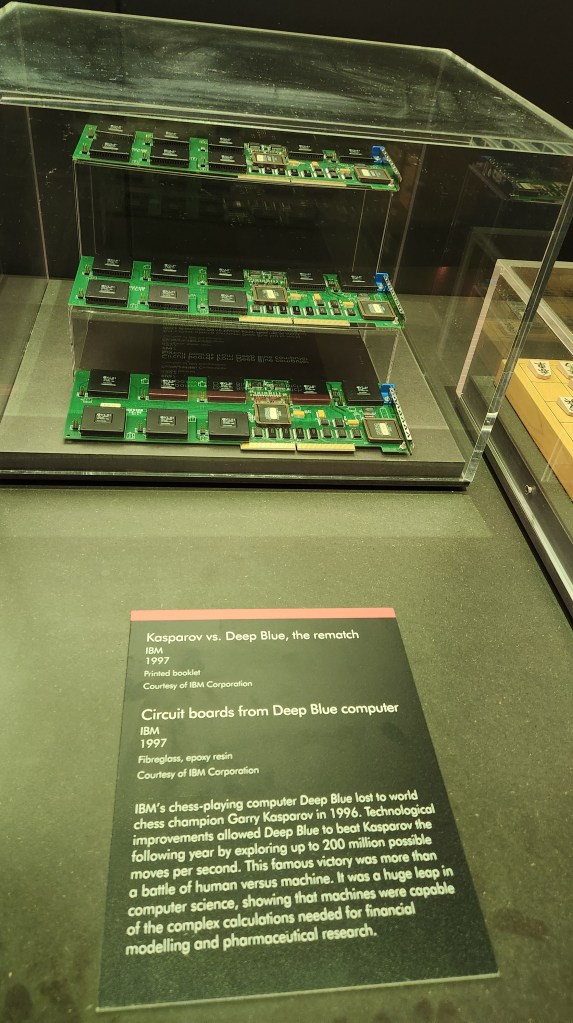 Kasparov vs. Deep Blue, the rematch
IBM
1997
Printed booklet
Courtesy of IBM Corporation
Circuit boards from Deep Blue computer
IBM
1997
Fibreglass, epoxy resin
Courtesy of IBM Corporation
IBM's chess-playing computer Deep Blue lost to world
chess champion Garry Kasparov in 1996. Technological
improvements allowed Deep Blue to beat Kasparov the
following year by exploring up to 200 million possible
moves per second. This famous victory was more than
a battle of human versus machine. It was a huge leap in
computer science, showing that machines were capable
of the complex calculations needed for financial
modelling and pharmaceutical research.